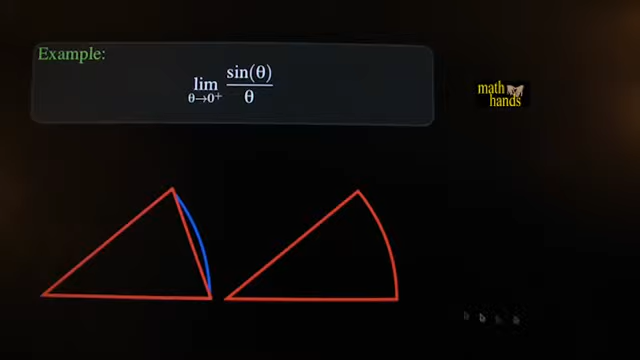 Example:
lim θ→0⁺ sin(θ)/θ
math
hands